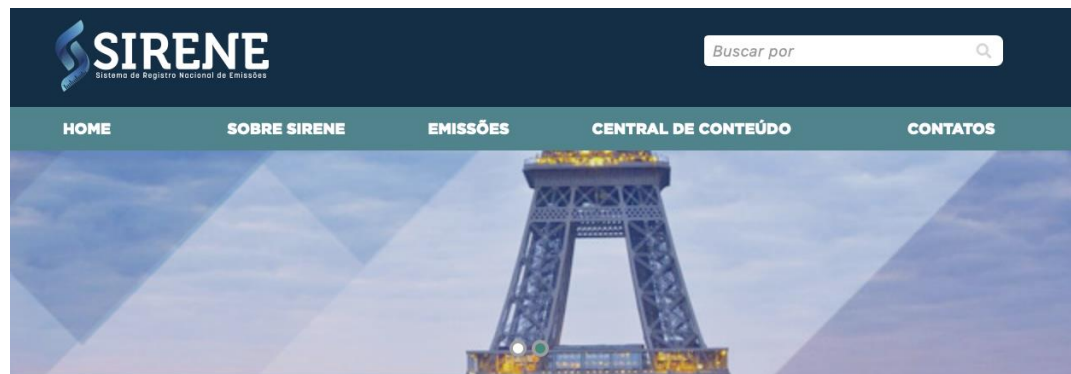 SIRENE
Sistema de Registro Nacional de Emissões
Buscar por
HOME SOBRE SIRENE EMISSÕES CENTRAL DE CONTEÚDO CONTATOS